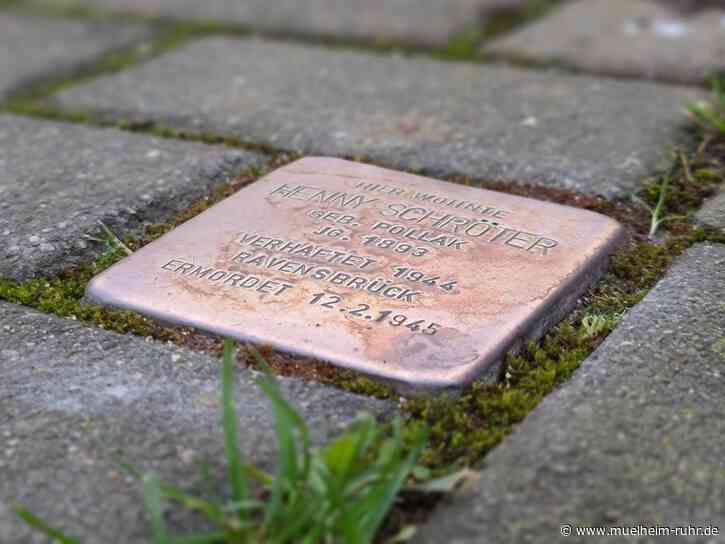 HIER WOHNTE
HENNY SCHRÖTER
GEB. POLLAK
JG. 1893
VERHAFTET 1944
RAVENSBRÜCK
ERMORDET 12.2.1945
© www.muelheim-ruhr.de